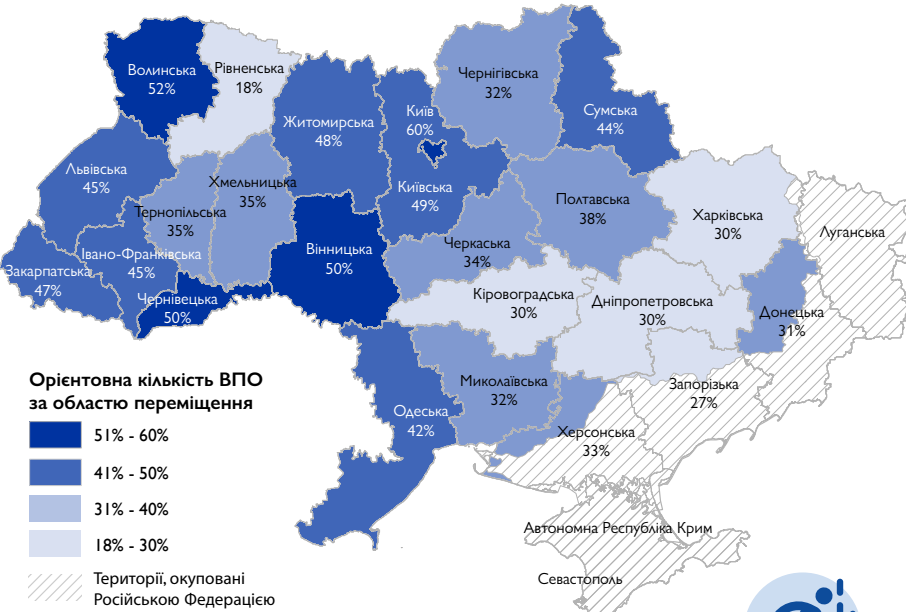 Волинська
52%
Рівненська
18%
Житомирська
48%
Київ
60%
Чернігівська
32%
Сумська
44%
Львівська
45%
Тернопільська
35%
Хмельницька
35%
Київська
49%
Полтавська
38%
Харківська
30%
Луганська
Закарпатська
47%
Івано-Франківська
45%
Чернівецька
50%
Вінницька
50%
Черкаська
34%
Кіровоградська
30%
Дніпропетровська
30%
Донецька
31%
Запорізька
27%
Миколаївська
32%
Одеська
42%
Херсонська
33%
Автономна Республіка Крим
Севастополь
Орієнтовна кількість ВПО
за областю переміщення
51% - 60%
41% - 50%
31% - 40%
18% - 30%
Території, окуповані
Російською Федерацією